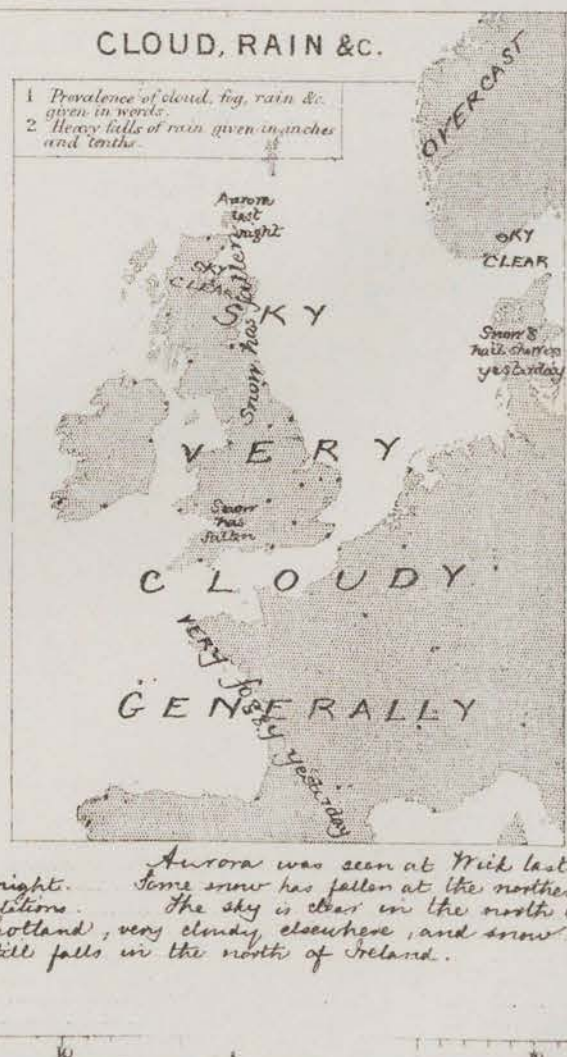 CLOUD, RAIN &c.
1 Prevalence of cloud, fog, rain &c.
given in words.
2 Heavy falls of rain given in inches
and tenths.
OVERCAST
Aurora
last
night
SKY
CLEAR
Snow has fallen
SKY
CLEAR
Snow &
hail showers
yesterday
SKY
VERY
Snow
has
fallen
CLOUDY
VERY foggy yesterday
GENERALLY
Aurora was seen at Wick last
night. Some snow has fallen at the northe
ditions. The sky is clear in the north
otland, very cloudy elsewhere, and snow
till falls in the north of Ireland.
10